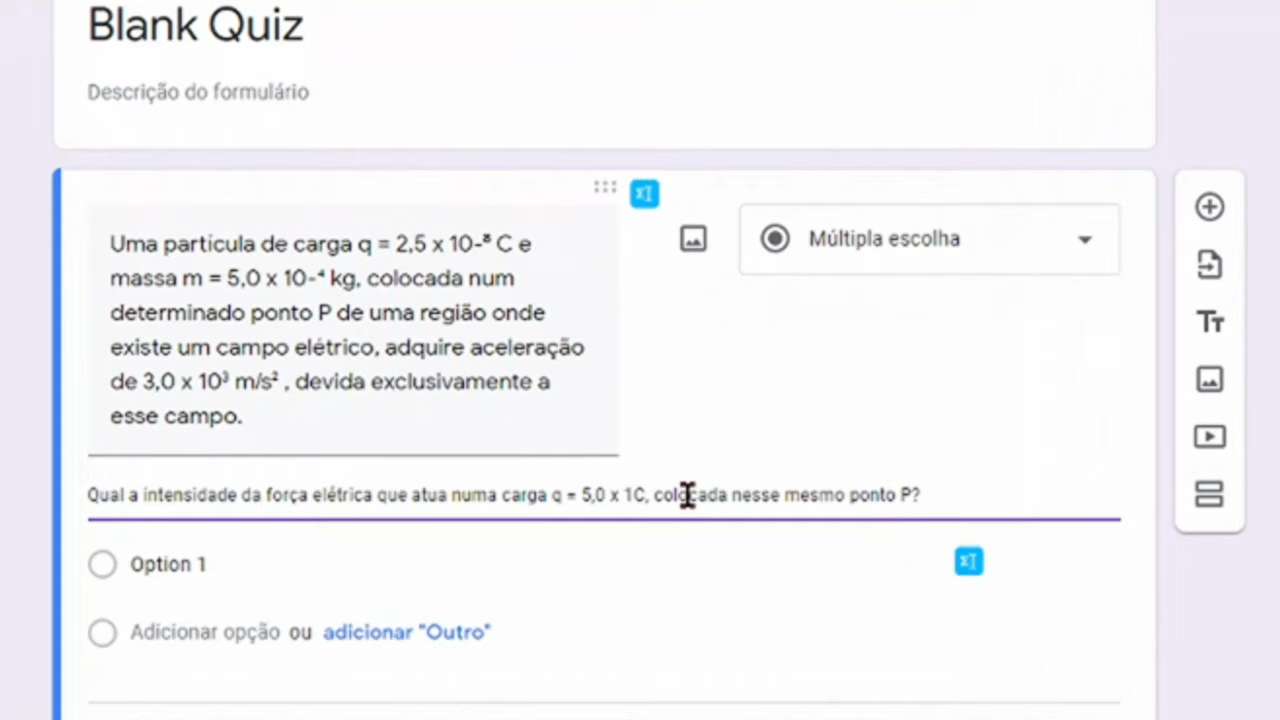 Blank Quiz
Descrição do formulário
Uma partícula de carga q = 2,5 x 10-⁸ C e
massa m = 5,0 x 10-⁴ kg, colocada num
determinado ponto P de uma região onde
existe um campo elétrico, adquire aceleração
de 3,0 x 10³ m/s² , devida exclusivamente a
esse campo.
Múltipla escolha
Qual a intensidade da força elétrica que atua numa carga q = 5,0 x 1C, colocada nesse mesmo ponto P?
Option 1
Adicionar opção ou adicionar "Outro"